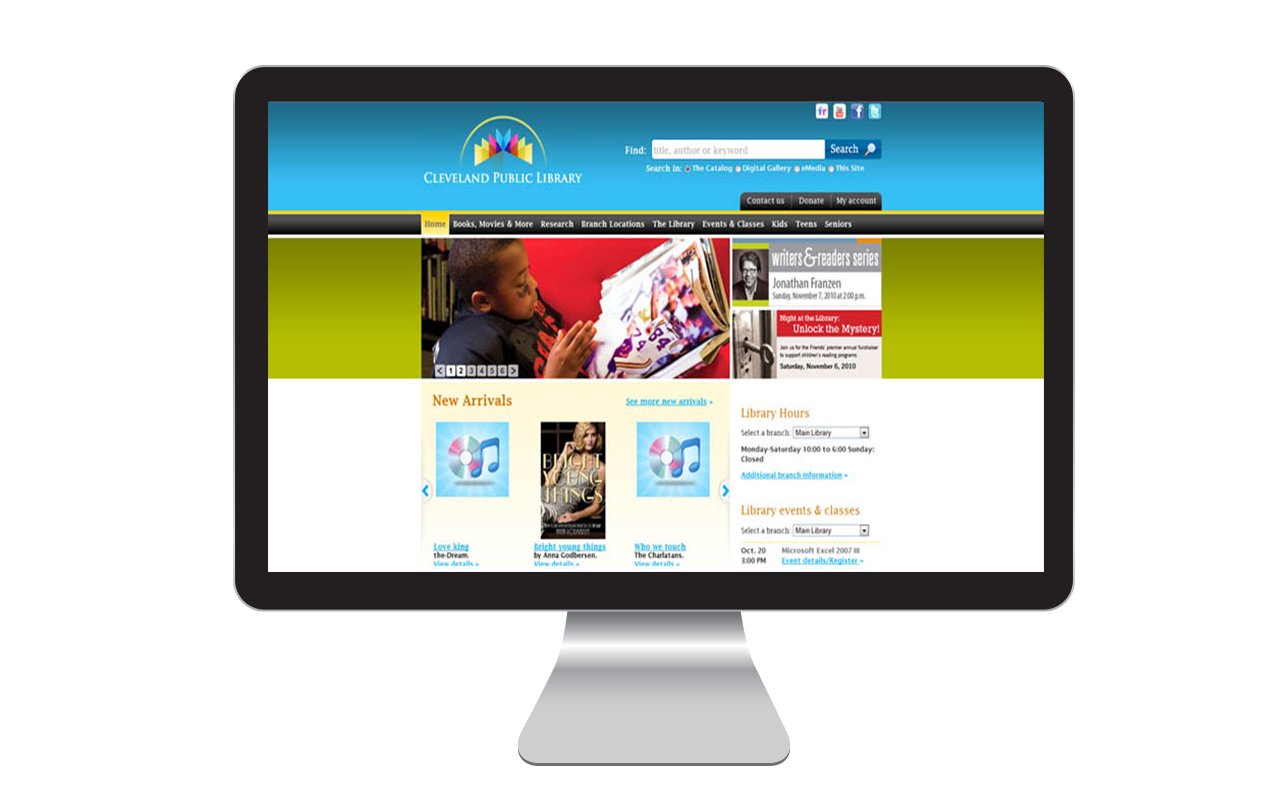 CLEVELAND PUBLIC LIBRARY
Find: title, author or keyword Search
Search in: The Catalog Digital Gallery eMedia This Site
Contact us Donate My account
Home Books, Movies & More Research Branch Locations The Library Events & Classes Kids Teens Seniors
writers & readers series
Jonathan Franzen
Sunday, November 7, 2010 at 2:00 p.m.
Night at the Library:
Unlock the Mystery!
Join us for the Friends' premier annual fundraiser
to support children's reading programs
Saturday, November 6, 2010
84
< 1 2 3 4 5 6 >
New Arrivals See more new arrivals »
BRIGHT
YOUNG
THINGS
Love king
the-Dream.
View details »
Bright young things
by Anna Godbersen.
View details »
Who we touch
The Charlatans.
View details »
Library Hours
Select a branch: Main Library
Monday-Saturday 10:00 to 6:00 Sunday:
Closed
Additional branch information »
Library events & classes
Select a branch: Main Library
Oct. 20 Microsoft Excel 2007 III
3:00 PM Event details/Register »